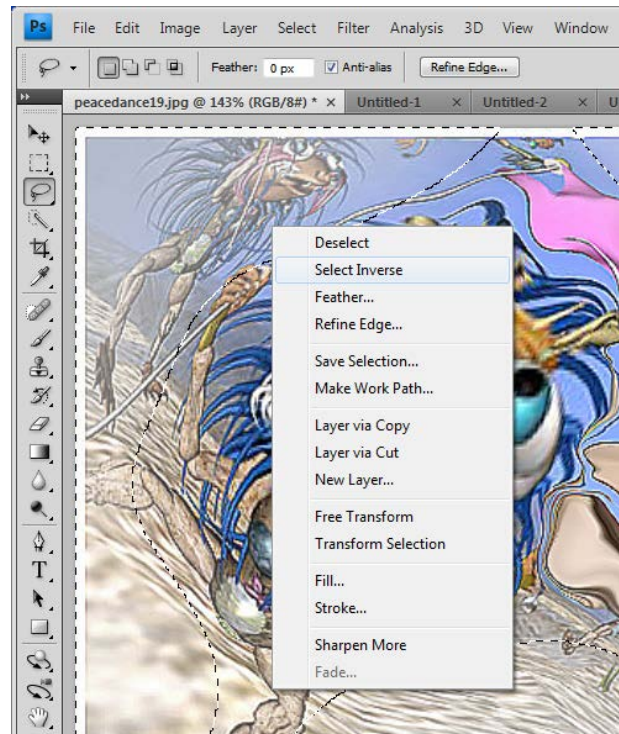 Ps File Edit Image Layer Select Filter Analysis 3D View Window
Feather: 0 px Anti-alias Refine Edge...
peacedance19.jpg @ 143% (RGB/8#) * × Untitled-1 × Untitled-2 × U
Deselect
Select Inverse
Feather...
Refine Edge...
Save Selection...
Make Work Path...
Layer via Copy
Layer via Cut
New Layer...
Free Transform
Transform Selection
Fill...
Stroke...
Sharpen More
Fade...
T